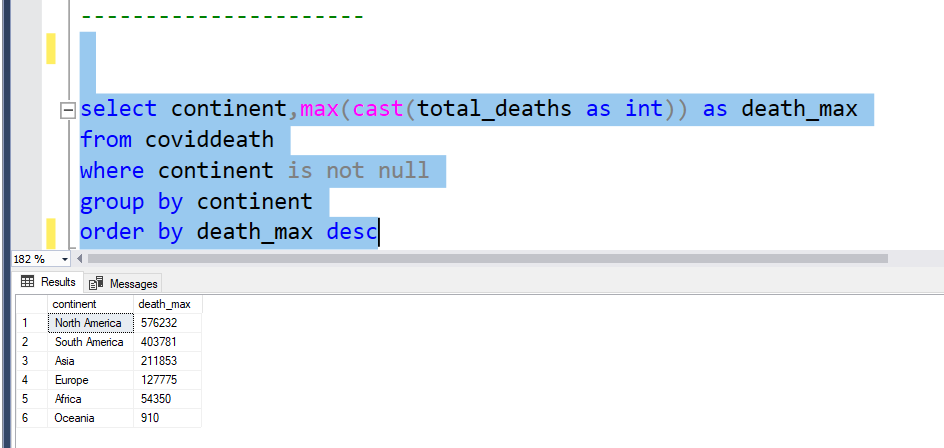 ----------------------
select continent,max(cast(total_deaths as int)) as death_max
from coviddeath
where continent is not null
group by continent
order by death_max desc
182 %
Results Messages
continent death_max
1 North America 576232
2 South America 403781
3 Asia 211853
4 Europe 127775
5 Africa 54350
6 Oceania 910